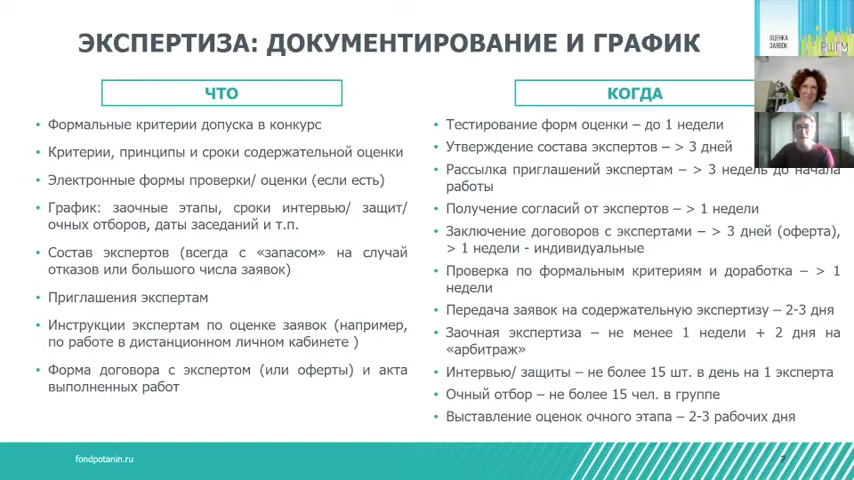 ЭКСПЕРТИЗА: ДОКУМЕНТИРОВАНИЕ И ГРАФИК
ОЦЕНКА
ЗАЯВОК
РШГМ
ЧТО
• Формальные критерии допуска в конкурс
• Критерии, принципы и сроки содержательной оценки
• Электронные формы проверки/ оценки (если есть)
• График: заочные этапы, сроки интервью/ защит/
очных отборов, даты заседаний и т.п.
• Состав экспертов (всегда с «запасом» на случай
отказов или большого числа заявок)
• Приглашения экспертам
• Инструкции экспертам по оценке заявок (например,
по работе в дистанционном личном кабинете )
• Форма договора с экспертом (или оферты) и акта
выполненных работ
КОГДА
• Тестирование форм оценки – до 1 недели
• Утверждение состава экспертов – > 3 дней
• Рассылка приглашений экспертам – > 3 недель до начала
работы
• Получение согласий от экспертов – > 1 недели
• Заключение договоров с экспертами – > 3 дней (оферта),
> 1 недели - индивидуальные
• Проверка по формальным критериям и доработка – > 1
недели
• Передача заявок на содержательную экспертизу – 2-3 дня
• Заочная экспертиза – не менее 1 недели + 2 дня на
«арбитраж»
• Интервью/ защиты – не более 15 шт. в день на 1 эксперта
• Очный отбор – не более 15 чел. в группе
• Выставление оценок очного этапа – 2-3 рабочих дня
fondpotanin.ru
7